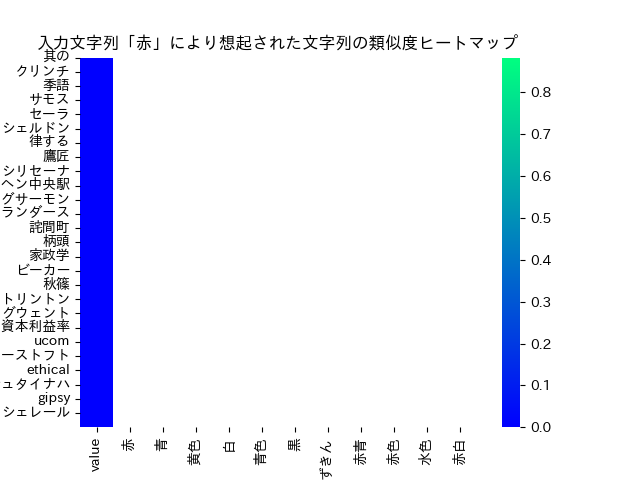 入力文字列「赤」により想起された文字列の類似度ヒートマップ
其の
クリンチ
季語
サモス
セーラ
シェルドン
律する
鷹匠
シリセーナ
ヘン中央駅
グサーモン
ランダース
詫間町
柄頭
家政学
ビーカー
秋篠
トリントン
グウェント
資本利益率
ucom
ーストフト
ethical
ュタイナハ
gipsy
シェレール
value
赤
青
黄色
白
青色
黒
ずきん
赤青
赤色
水色
赤白
0.8
0.7
0.6
0.5
0.4
0.3
0.2
0.1
0.0